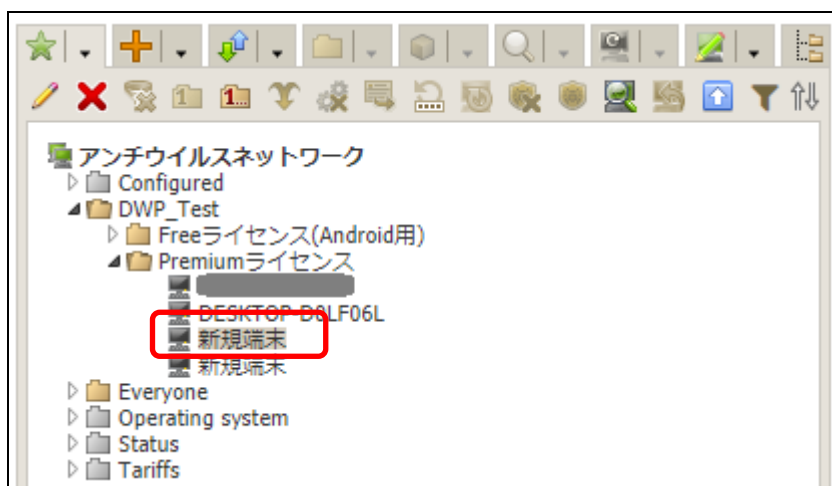 アンチウイルスネットワーク
Configured
DWP_Test
Freeライセンス(Android用)
Premiumライセンス
DESKTOP-D8LF06L
新規端末
新規端末
Everyone
Operating system
Status
Tariffs